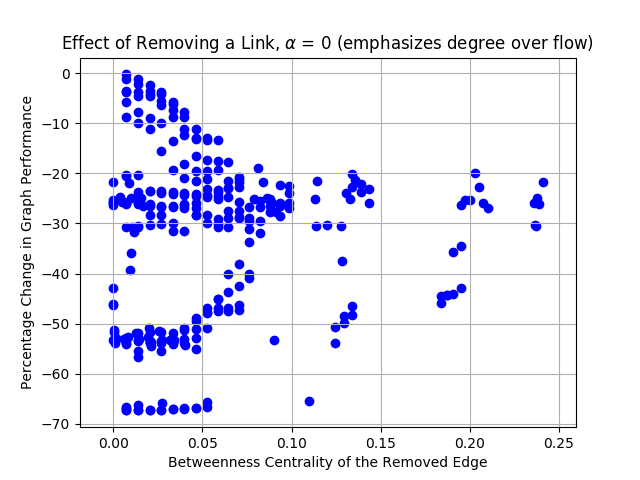 Effect of Removing a Link, α = 0 (emphasizes degree over flow)
Percentage Change in Graph Performance
0
−10
−20
−30
−40
−50
−60
−70
0.00 0.05 0.10 0.15 0.20 0.25
Betweenness Centrality of the Removed Edge